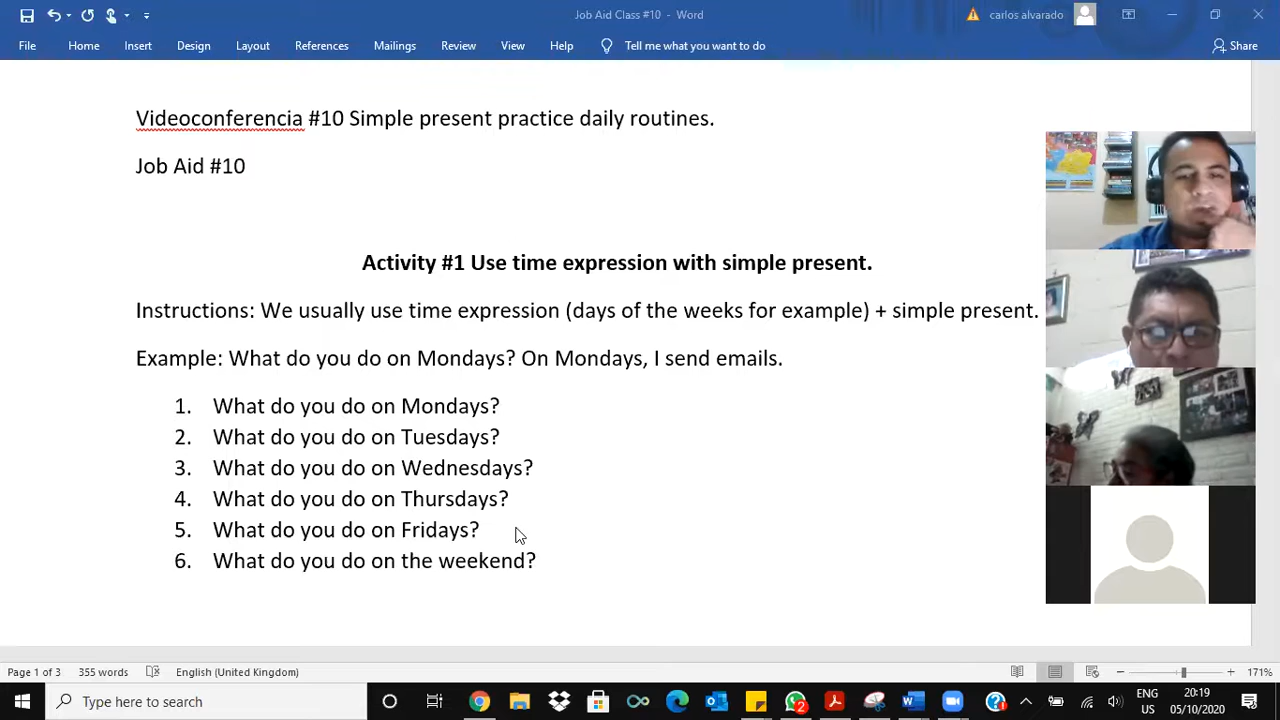 Job Aid Class #10 - Word
carlos alvarado
File Home Insert Design Layout References Mailings Review View Help Tell me what you want to do Share
Videoconferencia #10 Simple present practice daily routines.
Job Aid #10
Activity #1 Use time expression with simple present.
Instructions: We usually use time expression (days of the weeks for example) + simple present.
Example: What do you do on Mondays? On Mondays, I send emails.
1. What do you do on Mondays?
2. What do you do on Tuesdays?
3. What do you do on Wednesdays?
4. What do you do on Thursdays?
5. What do you do on Fridays?
6. What do you do on the weekend?
Page 1 of 3 355 words English (United Kingdom) 171%
Type here to search
2
ENG
US
20:19
05/10/2020